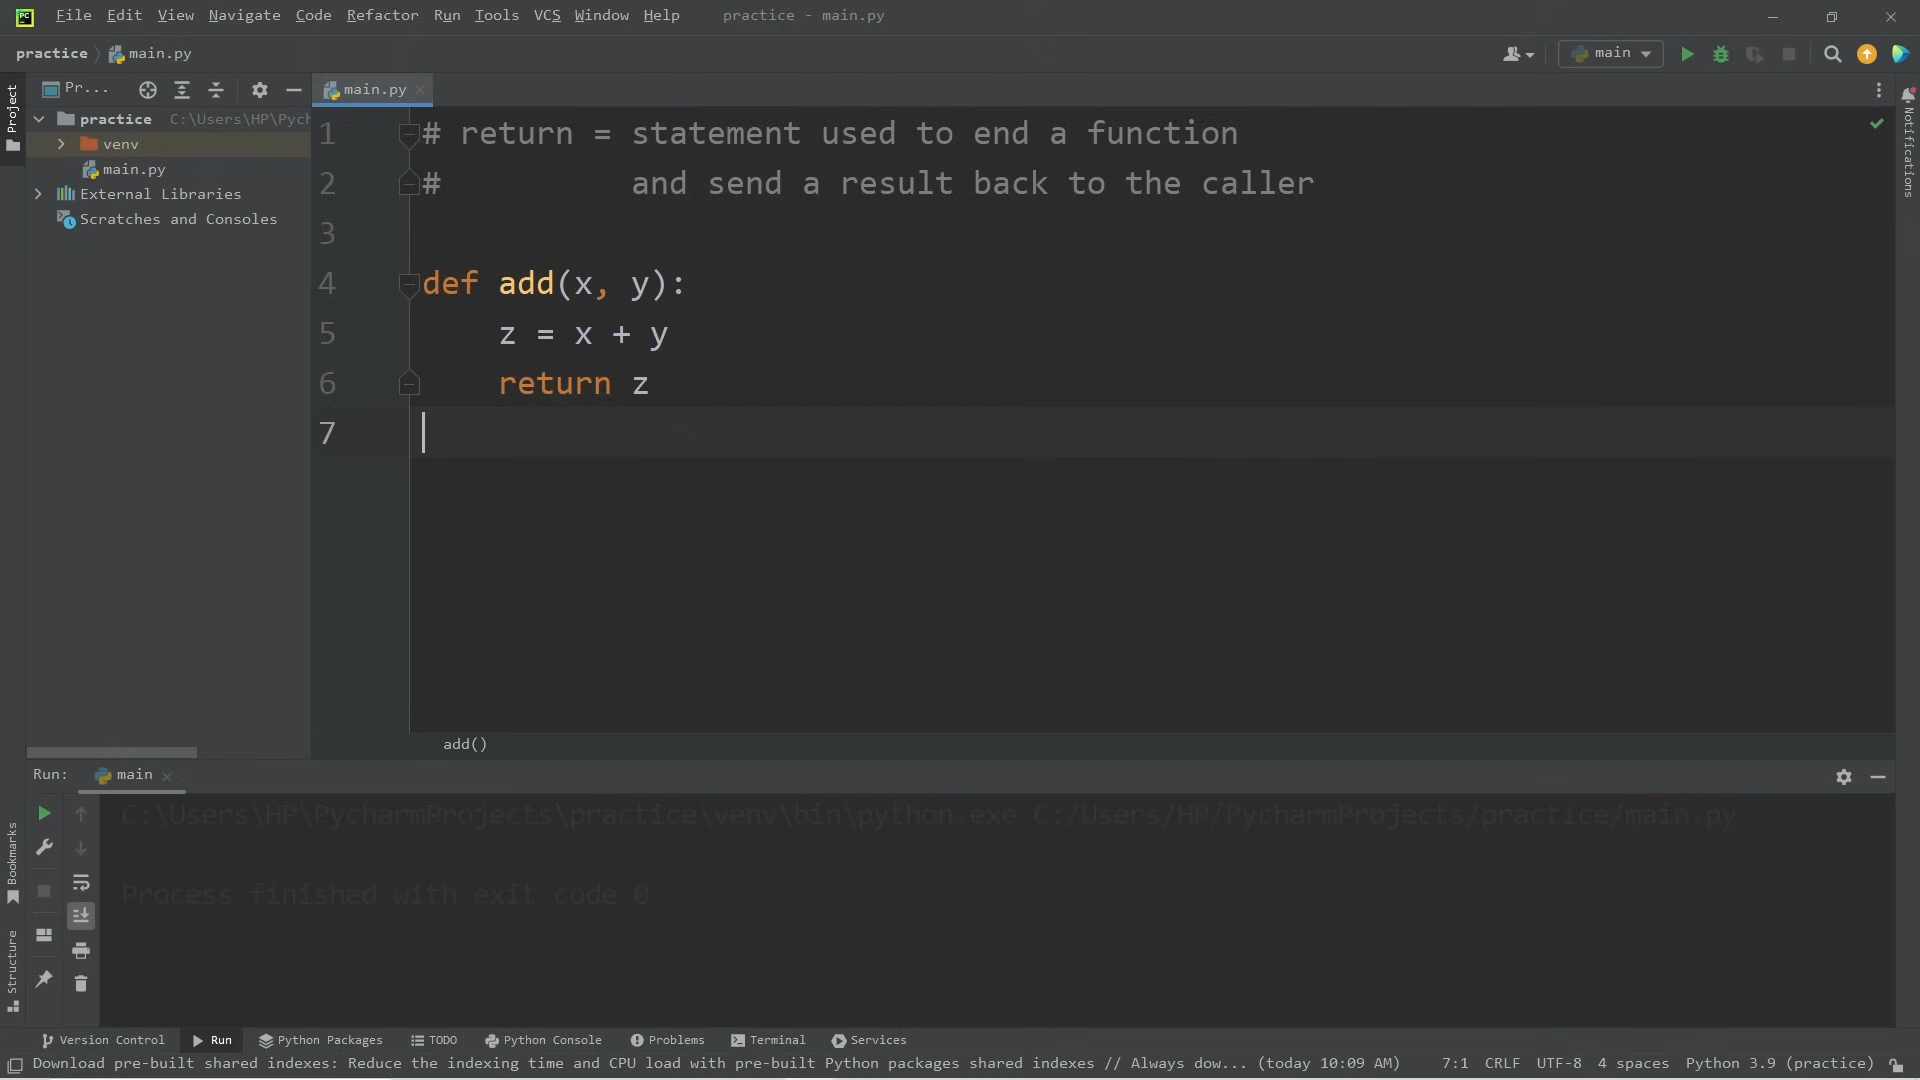 File Edit View Navigate Code Refactor Run Tools VCS Window Help practice - main.py
practice main.py
main
Project
Pr...
main.py
practice C:\Users\HP\Pych
venv
main.py
External Libraries
Scratches and Consoles
1 # return = statement used to end a function
2 #          and send a result back to the caller
3
4 def add(x, y):
5     z = x + y
6     return z
7
add()
Notifications
Run: main
C:\Users\HP\PycharmProjects\practice\venv\bin\python.exe C:/Users/HP/PycharmProjects/practice/main.py
Process finished with exit code 0
Bookmarks
Structure
Version Control Run Python Packages TODO Python Console Problems Terminal Services
Download pre-built shared indexes: Reduce the indexing time and CPU load with pre-built Python packages shared indexes // Always dow... (today 10:09 AM) 7:1 CRLF UTF-8 4 spaces Python 3.9 (practice)